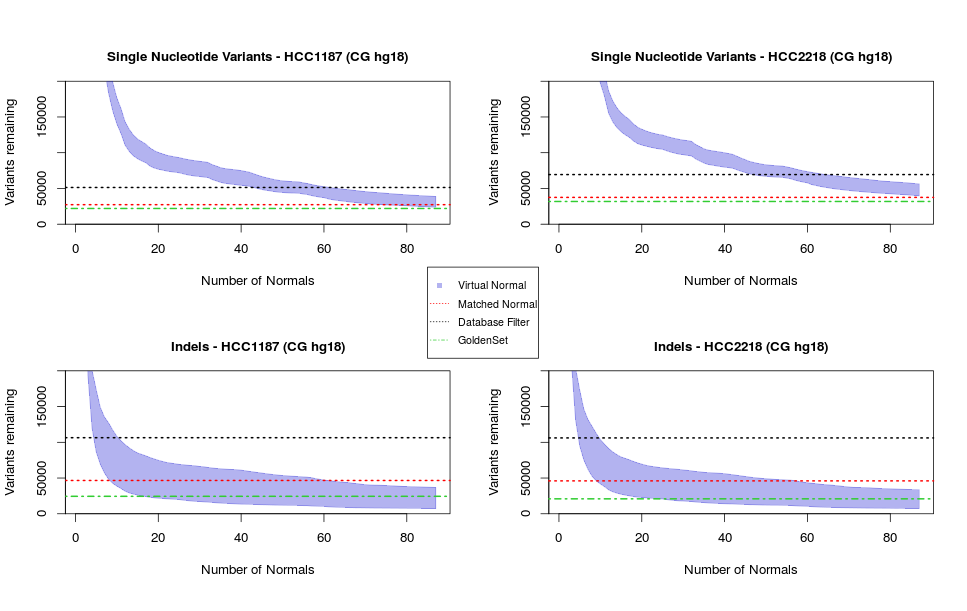 Single Nucleotide Variants - HCC1187 (CG hg18)
Variants remaining
0
50000
150000
0 20 40 60 80
Number of Normals
Single Nucleotide Variants - HCC2218 (CG hg18)
Variants remaining
0
50000
150000
0 20 40 60 80
Number of Normals
Virtual Normal
Matched Normal
Database Filter
GoldenSet
Indels - HCC1187 (CG hg18)
Variants remaining
0
50000
150000
0 20 40 60 80
Number of Normals
Indels - HCC2218 (CG hg18)
Variants remaining
0
50000
150000
0 20 40 60 80
Number of Normals